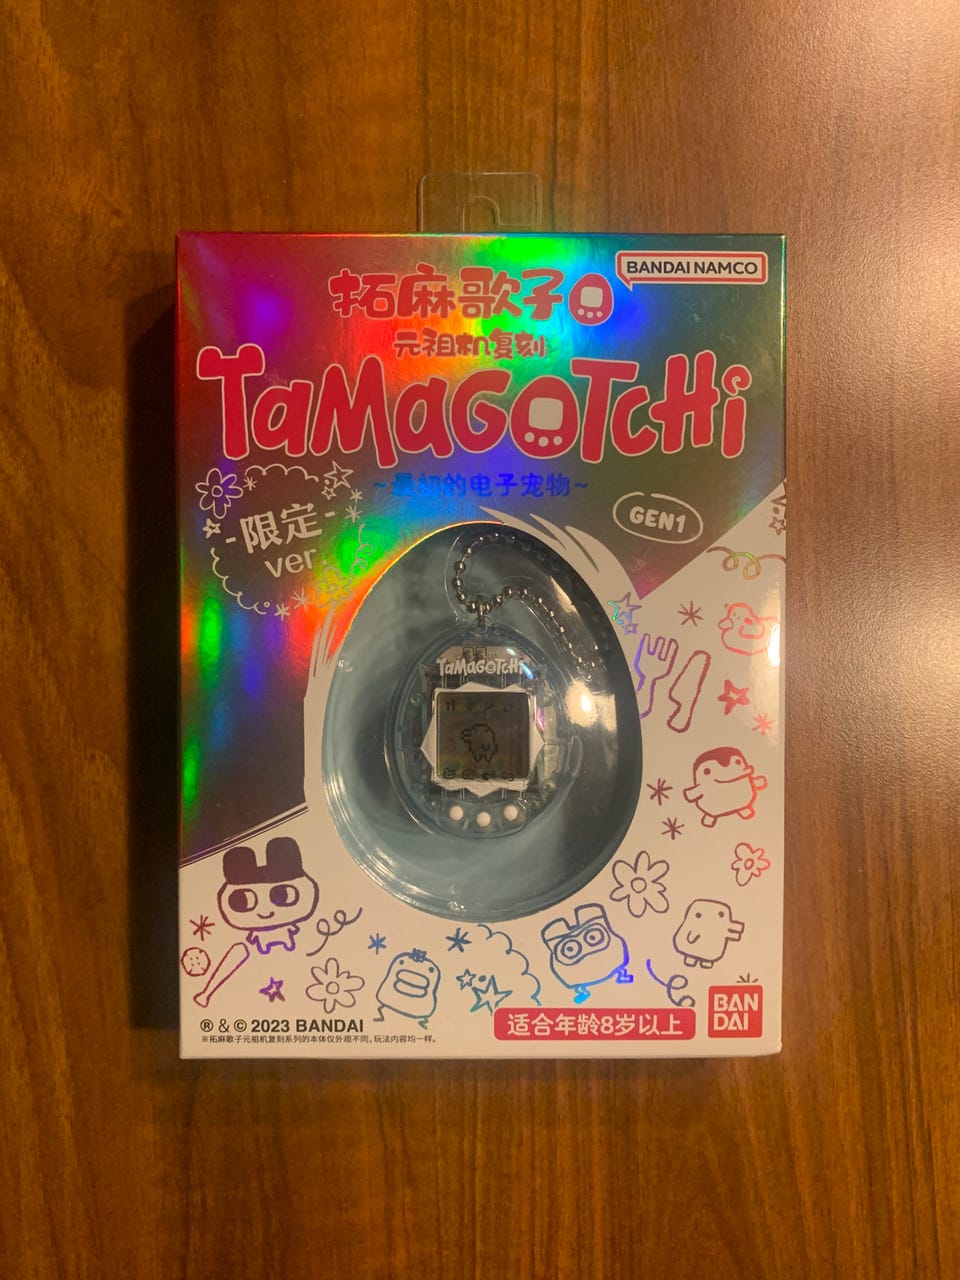 拓麻歌子
BANDAI NAMCO
元祖机复刻
TAMAGOTCHI
~最初的电子宠物~
-限定-
ver.
GEN1
TAMAGOTCHI
® & © 2023 BANDAI
※拓麻歌子元祖机复刻系列的本体仅外观不同，玩法内容均一样。
适合年龄8岁以上
BAN
DAI